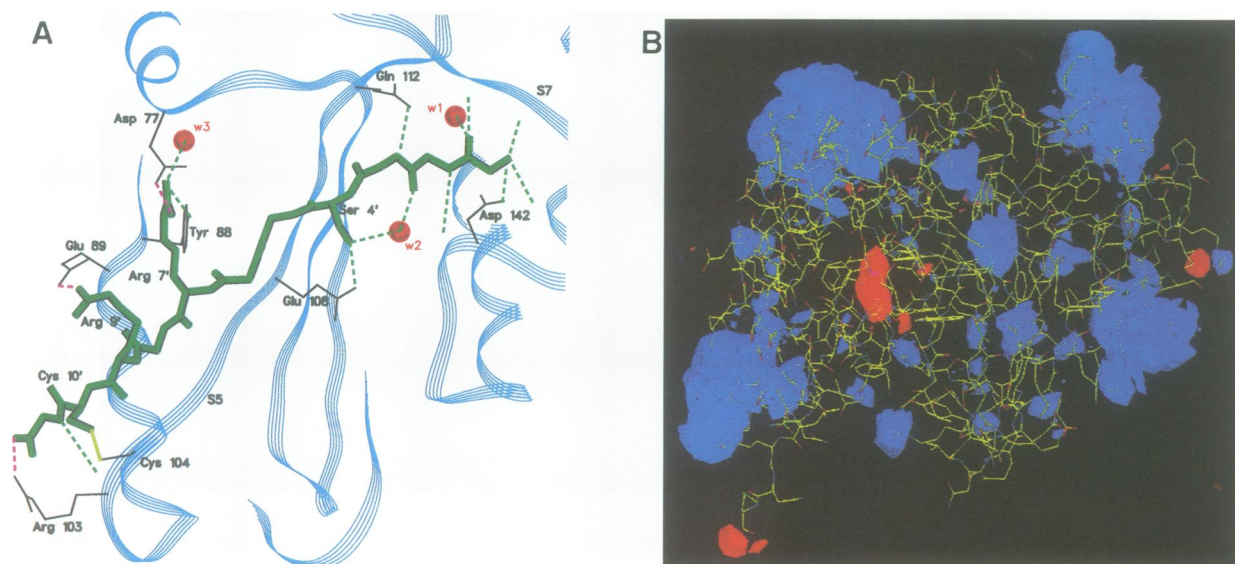 A
B
Gln 112
S7
w1
Asp 77
w3
Ser 4'
Asp 142
Tyr 88
w2
Glu 89
Arg 7'
Glu 108
Arg 9'
Cys 10'
S5
Cys 104
Arg 103